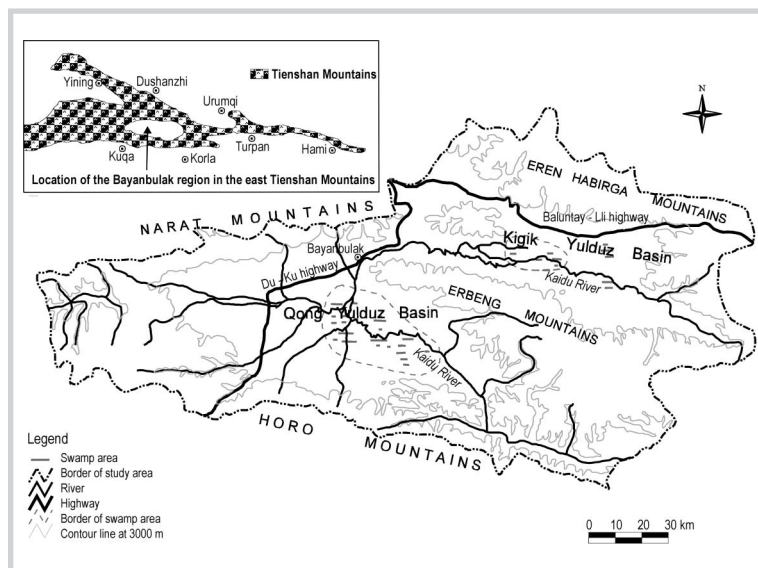 Tienshan Mountains
Yining
Dushanzhi
Urumqi
Kuqa
Korla
Turpan
Hami
Location of the Bayanbulak region in the east Tienshan Mountains
N
EREN HABIRGA MOUNTAINS
Baluntay - Lli highway
NARAT MOUNTAINS
Bayanbulak
Kigik Yulduz Basin
Kaidu River
Du - Ku highway
ERBENG MOUNTAINS
Qong Yulduz Basin
Kaidu River
HORO MOUNTAINS
Legend
Swamp area
Border of study area
River
Highway
Border of swamp area
Contour line at 3000 m
0 10 20 30 km